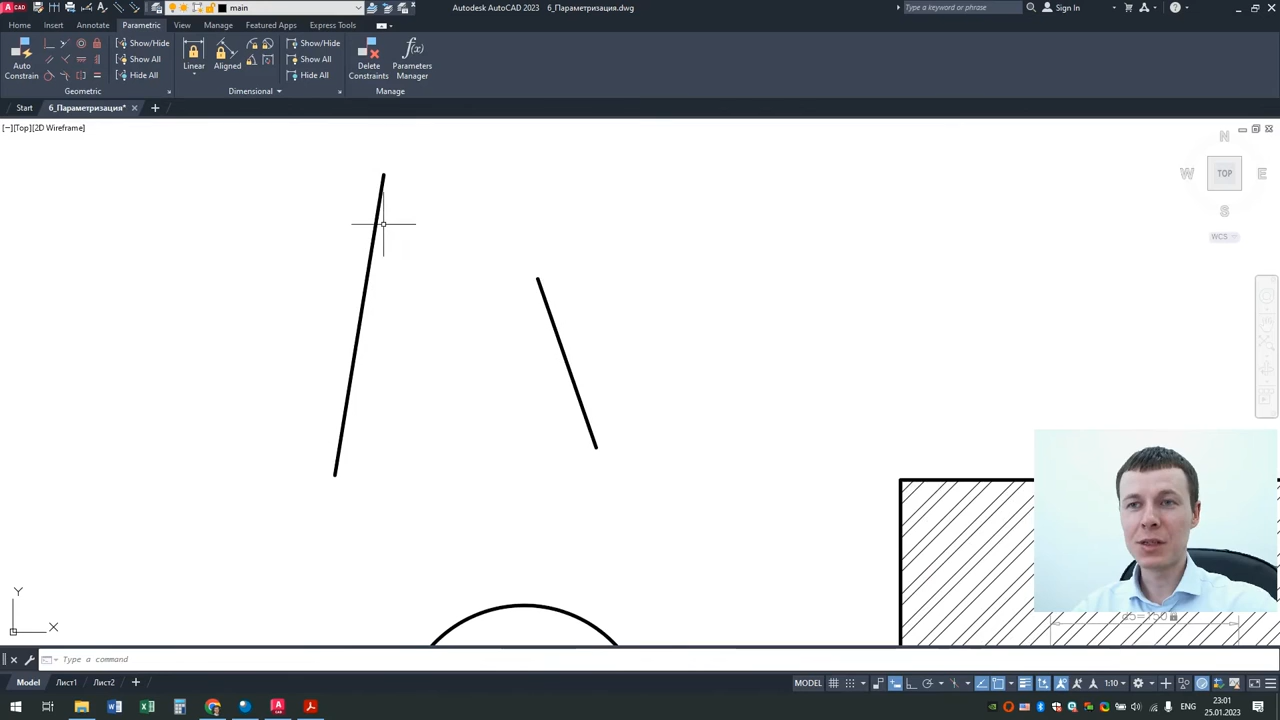 main
Autodesk AutoCAD 2023 6_Параметризация.dwg
Type a keyword or phrase
Sign In
Home Insert Annotate Parametric View Manage Featured Apps Express Tools
Auto Constrain
Show/Hide
Show All
Hide All
Geometric
Linear
Aligned
Show/Hide
Show All
Hide All
Dimensional
f(x)
Delete Constraints
Parameters Manager
Manage
Start 6_Параметризация* +
[−][Top][2D Wireframe]
N
W TOP E
S
WCS
Y
X
d5=150
Type a command
Model Лист1 Лист2 +
MODEL 1:10
23:01
25.01.2023